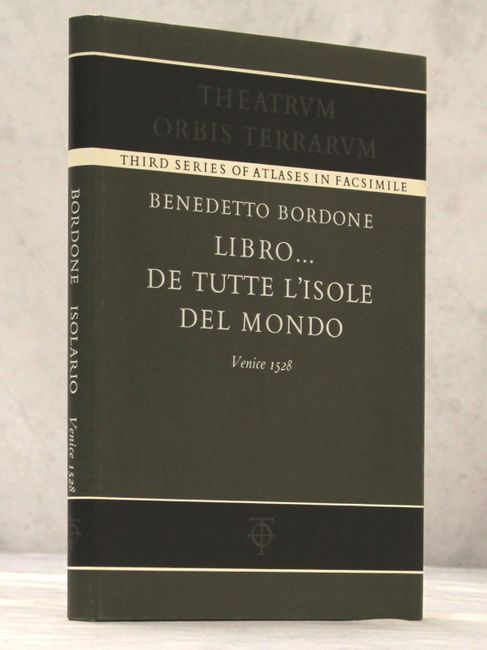 THEATRVM
ORBIS TERRARVM
THIRD SERIES OF ATLASES IN FACSIMILE
BENEDETTO BORDONE
LIBRO...
DE TUTTE L'ISOLE
DEL MONDO
Venice 1528
BORDONE ISOLARIO Venice 1528